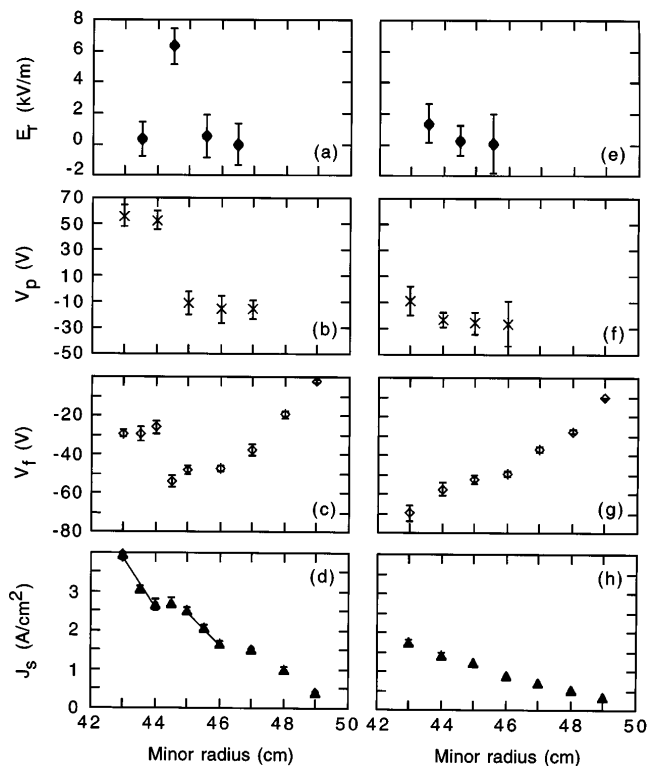 8
6
4
2
0
-2
E_r (kV/m)
(a)
(e)
70
50
30
10
-10
-30
-50
V_p (V)
(b)
(f)
-20
-40
-60
-80
V_f (V)
(c)
(g)
3
2
1
0
J_s (A/cm²)
(d)
(h)
42 44 46 48 50
42 44 46 48 50
Minor radius (cm)
Minor radius (cm)